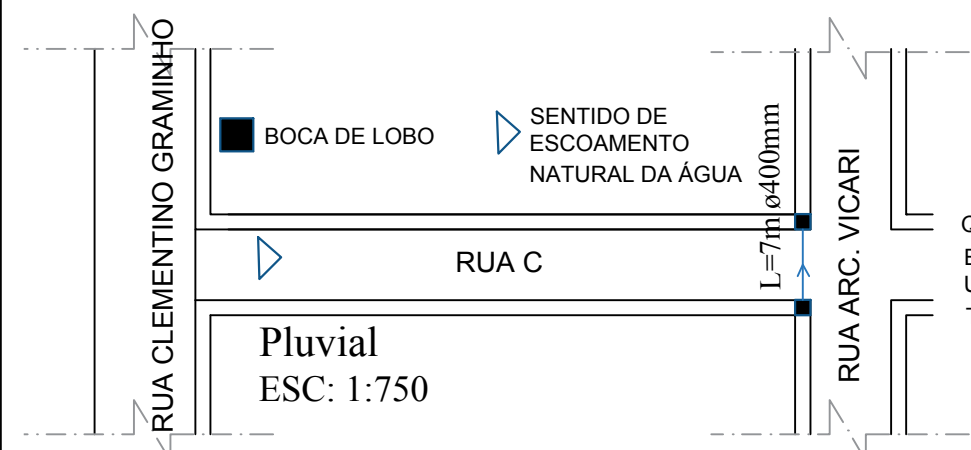 RUA CLEMENTINO GRAMINHO
BOCA DE LOBO
SENTIDO DE
ESCOAMENTO
NATURAL DA ÁGUA
L=7m ø400mm
RUA ARC. VICARI
RUA C
Pluvial
ESC: 1:750